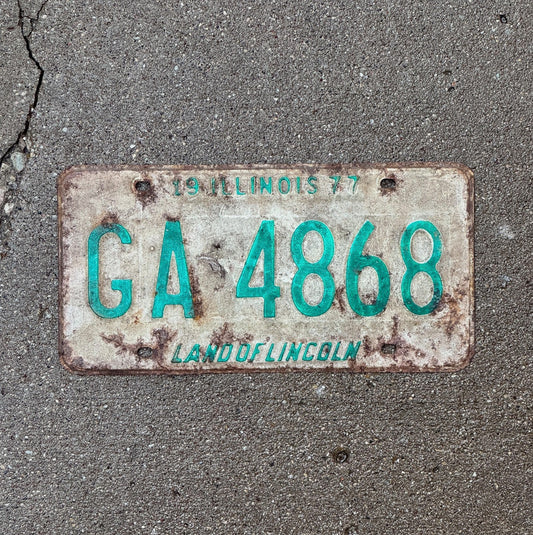 19 ILLINOIS 77
GA 4868
LAND OF LINCOLN